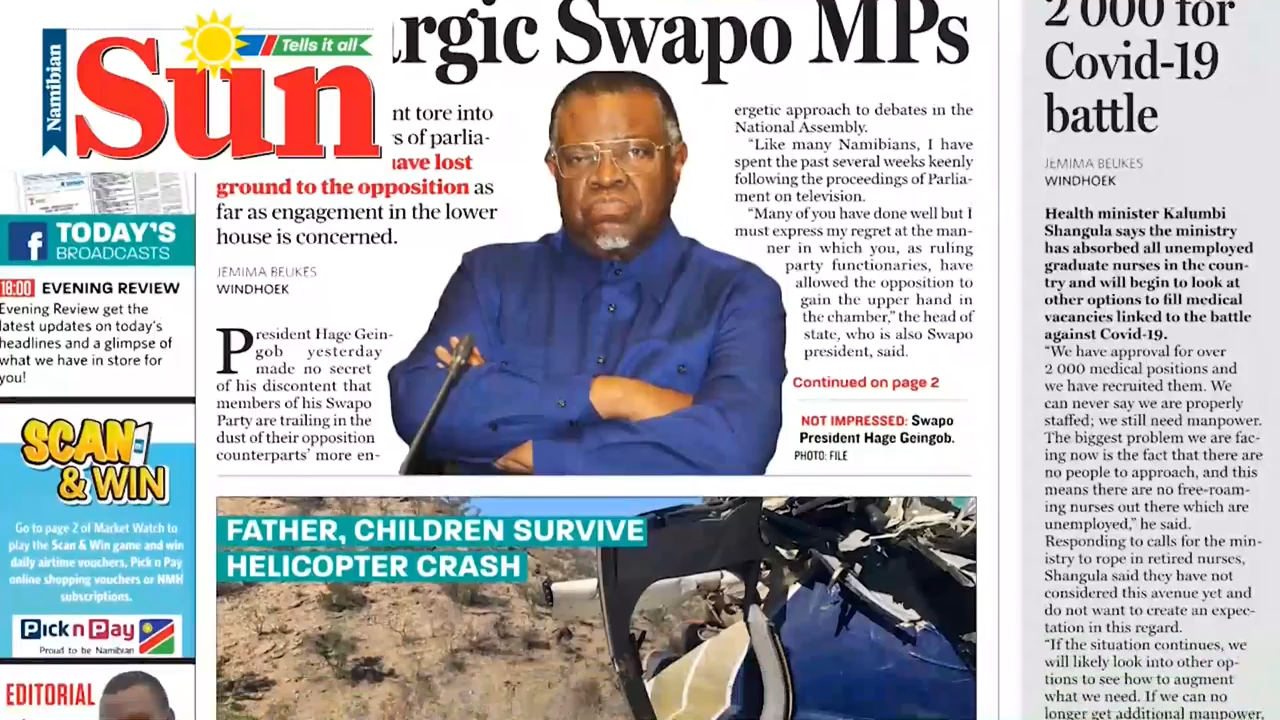 Namibian
Sun
Tells it all
Swapo MPs
nt tore into
s of parlia-
ave lost
ground to the opposition as
far as engagement in the lower
house is concerned.
JEMIMA BEUKES
WINDHOEK
President Hage Gein-
gob yesterday
made no secret
of his discontent that
members of his Swapo
Party are trailing in the
dust of their opposition
counterparts' more en-
ergetic approach to debates in the
National Assembly.
"Like many Namibians, I have
spent the past several weeks keenly
following the proceedings of Parlia-
ment on television.
"Many of you have done well but I
must express my regret at the man-
ner in which you, as ruling
party functionaries, have
allowed the opposition to
gain the upper hand in
the chamber," the head of
state, who is also Swapo
president, said.
Continued on page 2
NOT IMPRESSED: Swapo
President Hage Geingob.
PHOTO: FILE
TODAY'S
BROADCASTS
18:00 EVENING REVIEW
Evening Review get the
latest updates on today's
headlines and a glimpse of
what we have in store for
you!
SCAN
& WIN
Go to page 2 of Market Watch to
play the Scan & Win game and win
daily airtime vouchers, Pick n Pay
online shopping vouchers or NMH
subscriptions.
Pick n Pay
Proud to be Namibian
EDITORIAL
FATHER, CHILDREN SURVIVE
HELICOPTER CRASH
2 000 for
Covid-19
battle
JEMIMA BEUKES
WINDHOEK
Health minister Kalumbi
Shangula says the ministry
has absorbed all unemployed
graduate nurses in the coun-
try and will begin to look at
other options to fill medical
vacancies linked to the battle
against Covid-19.
"We have approval for over
2 000 medical positions and
we have recruited them. We
can never say we are properly
staffed; we still need manpower.
The biggest problem we are fac-
ing now is the fact that there are
no people to approach, and this
means there are no free-roam-
ing nurses out there which are
unemployed," he said.
Responding to calls for the min-
istry to rope in retired nurses,
Shangula said they have not
considered this avenue yet and
do not want to create an expec-
tation in this regard.
"If the situation continues, we
will likely look into other op-
tions to see how to augment
what we need. If we can no
longer get additional manpower,